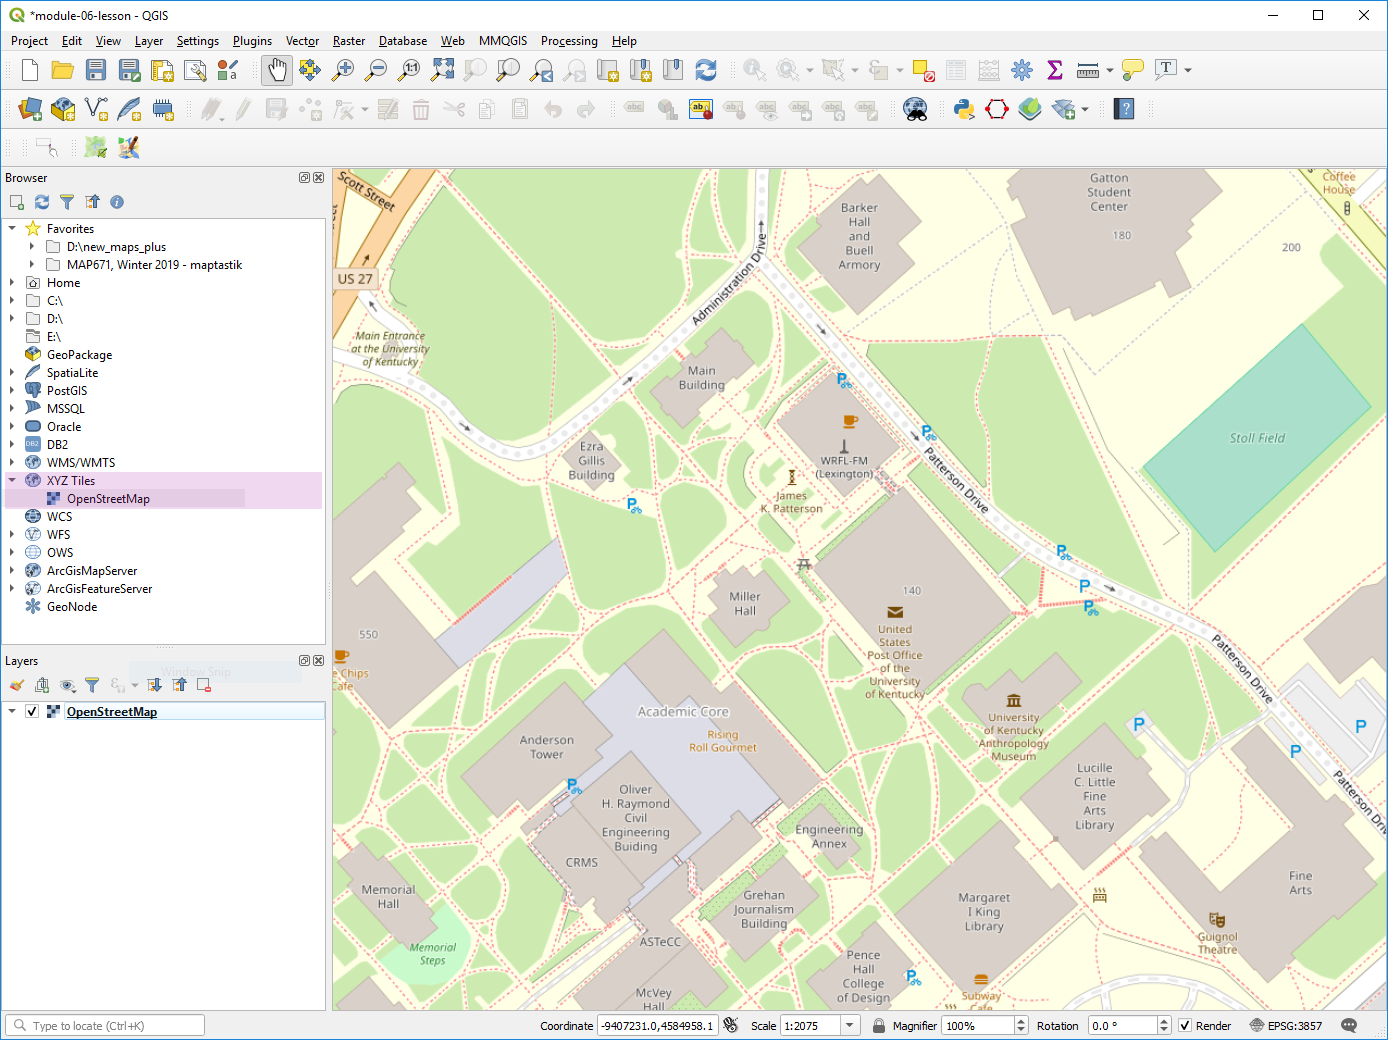 *module-06-lesson - QGIS
Project Edit View Layer Settings Plugins Vector Raster Database Web MMQGIS Processing Help
Browser
Favorites
D:\new_maps_plus
MAP671, Winter 2019 - maptastik
Home
C:\
D:\
E:\
GeoPackage
SpatiaLite
PostGIS
MSSQL
Oracle
DB2
WMS/WMTS
XYZ Tiles
OpenStreetMap
WCS
WFS
OWS
ArcGisMapServer
ArcGisFeatureServer
GeoNode
Layers
Window Snip
OpenStreetMap
Scott Street
US 27
Main Entrance
at the University
of Kentucky
Administration Drive
Barker
Hall
and
Buell
Armory
Gatton
Student
Center
180
Coffee
House
200
Main
Building
Ezra
Gillis
Building
WRFL-FM
(Lexington)
James
K. Patterson
Patterson Drive
Stoll Field
550
e Chips
Cafe
Miller
Hall
140
United
States
Post Office
of the
University
of Kentucky
Patterson Drive
Academic Core
Rising
Roll Gourmet
Anderson
Tower
University
of Kentucky
Anthropology
Museum
Oliver
H. Raymond
Civil
Engineering
Buiding
CRMS
Engineering
Annex
Lucille
C. Little
Fine
Arts
Library
Patterson Driv
Memorial
Hall
Memorial
Steps
Grehan
Journalism
Building
ASTeCC
McVey
Hall
Pence
Hall
College
of Design
Margaret
I King
Library
Subway
Cafe
Fine
Arts
Guignol
Theatre
Type to locate (Ctrl+K) Coordinate -9407231.0,4584958.1 Scale 1:2075 Magnifier 100% Rotation 0.0 ° Render EPSG:3857